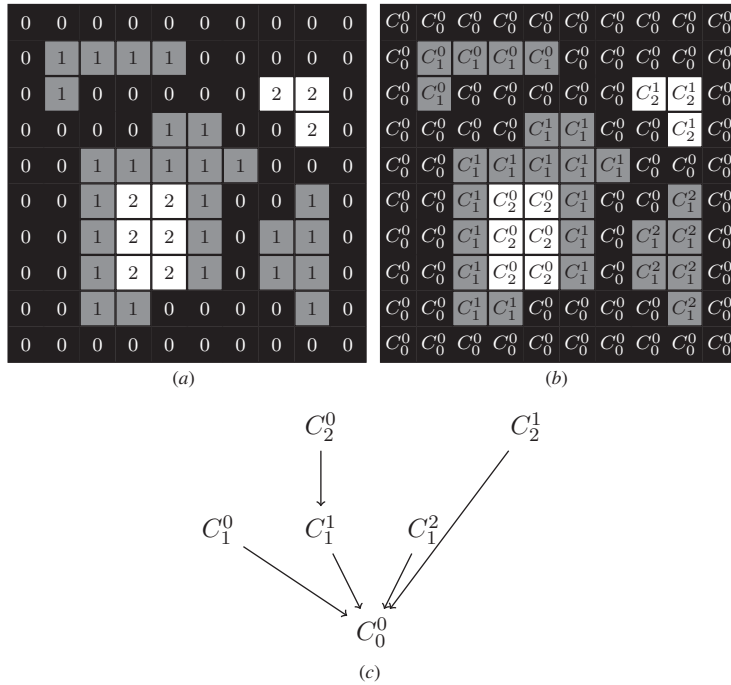 0 0 0 0 0 0 0 0 0 0
0 1 1 1 1 0 0 0 0 0
0 1 0 0 0 0 0 2 2 0
0 0 0 0 1 1 0 0 2 0
0 0 1 1 1 1 1 0 0 0
0 0 1 2 2 1 0 0 1 0
0 0 1 2 2 1 0 1 1 0
0 0 1 2 2 1 0 1 1 0
0 0 1 1 0 0 0 0 1 0
0 0 0 0 0 0 0 0 0 0
(a)
C_0^0 C_0^0 C_0^0 C_0^0 C_0^0 C_0^0 C_0^0 C_0^0 C_0^0 C_0^0
C_0^0 C_1^0 C_1^0 C_1^0 C_1^0 C_0^0 C_0^0 C_0^0 C_0^0 C_0^0
C_0^0 C_1^0 C_0^0 C_0^0 C_0^0 C_0^0 C_0^0 C_2^1 C_2^1 C_0^0
C_0^0 C_0^0 C_0^0 C_0^0 C_1^1 C_1^1 C_0^0 C_0^0 C_2^1 C_0^0
C_0^0 C_0^0 C_1^1 C_1^1 C_1^1 C_1^1 C_1^1 C_0^0 C_0^0 C_0^0
C_0^0 C_0^0 C_1^1 C_2^0 C_2^0 C_1^1 C_0^0 C_0^0 C_1^2 C_0^0
C_0^0 C_0^0 C_1^1 C_2^0 C_2^0 C_1^1 C_0^0 C_1^2 C_1^2 C_0^0
C_0^0 C_0^0 C_1^1 C_2^0 C_2^0 C_1^1 C_0^0 C_1^2 C_1^2 C_0^0
C_0^0 C_0^0 C_1^1 C_1^1 C_0^0 C_0^0 C_0^0 C_0^0 C_1^2 C_0^0
C_0^0 C_0^0 C_0^0 C_0^0 C_0^0 C_0^0 C_0^0 C_0^0 C_0^0 C_0^0
(b)
C_2^0 C_2^1
C_1^0 C_1^1 C_1^2
C_0^0
(c)